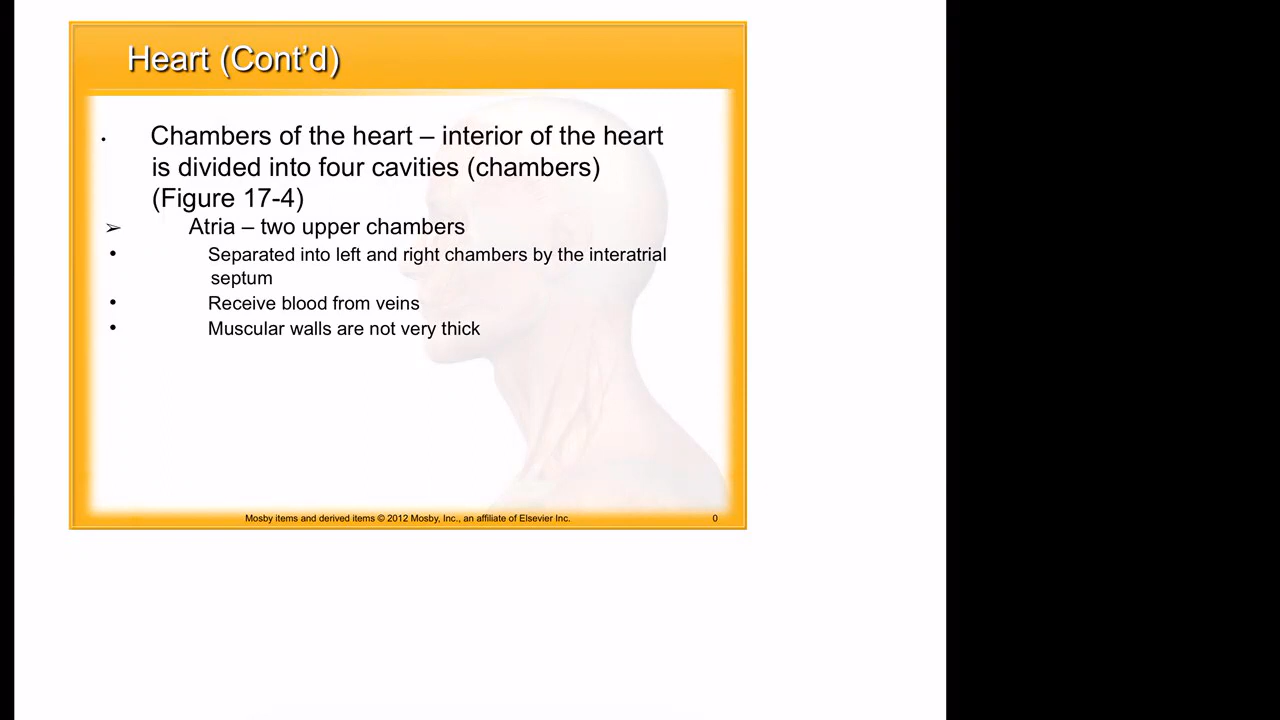 Heart (Cont’d)
• Chambers of the heart – interior of the heart
is divided into four cavities (chambers)
(Figure 17-4)
➢ Atria – two upper chambers
• Separated into left and right chambers by the interatrial
septum
• Receive blood from veins
• Muscular walls are not very thick
Mosby items and derived items © 2012 Mosby, Inc., an affiliate of Elsevier Inc. 0